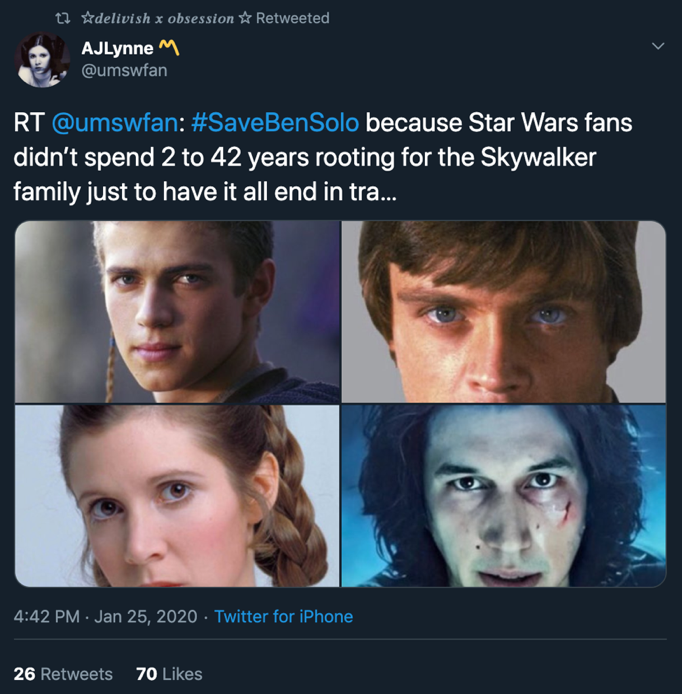 ☆delivish x obsession ☆ Retweeted
AJLynne
@umswfan
RT @umswfan: #SaveBenSolo because Star Wars fans
didn’t spend 2 to 42 years rooting for the Skywalker
family just to have it all end in tra...
4:42 PM · Jan 25, 2020 · Twitter for iPhone
26 Retweets 70 Likes